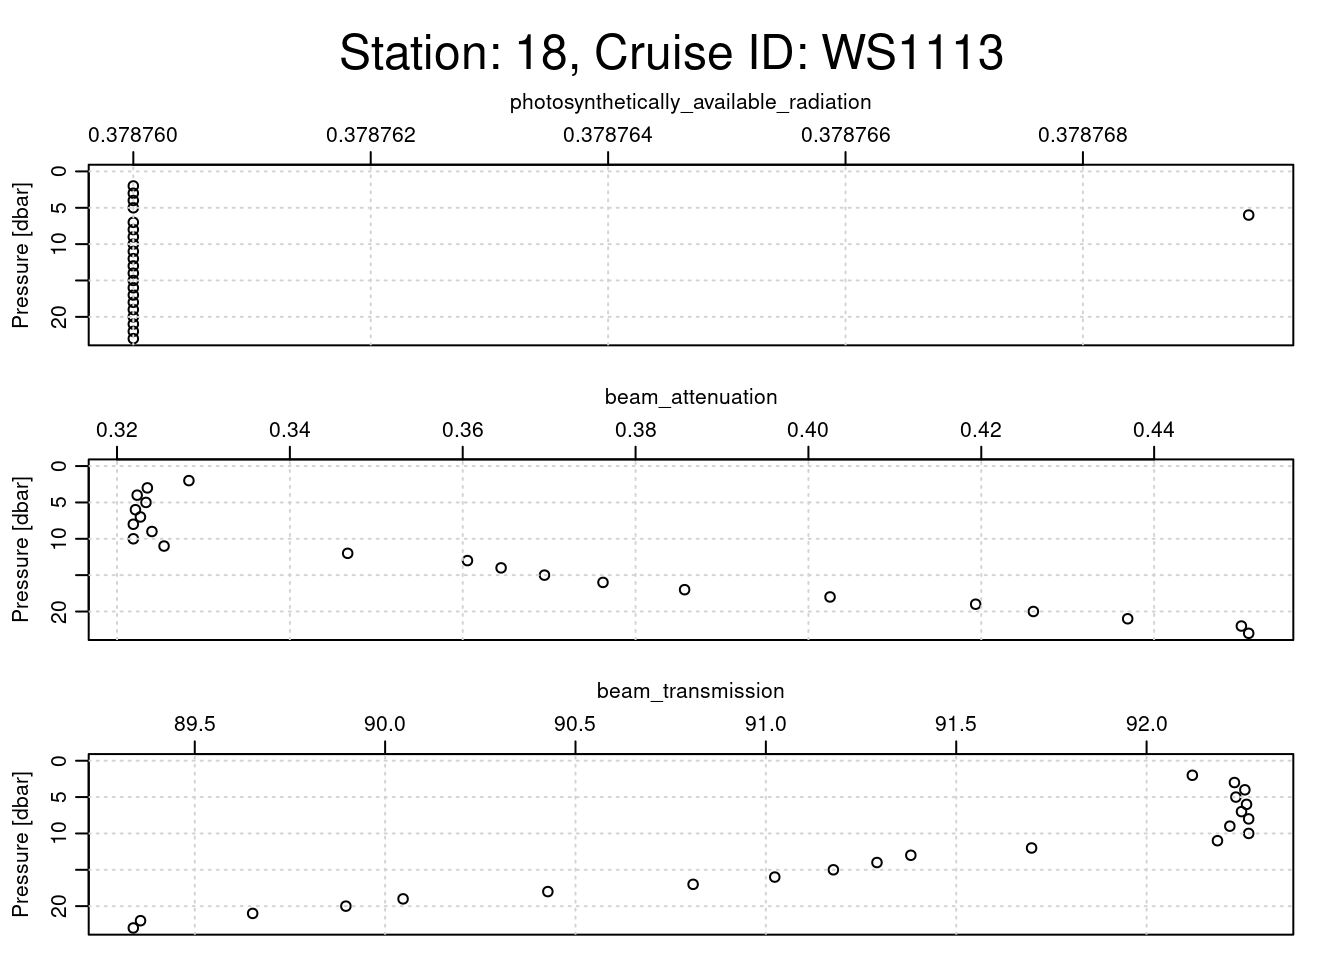 Station: 18, Cruise ID: WS1113
photosynthetically_available_radiation
0.378760 0.378762 0.378764 0.378766 0.378768
Pressure [dbar]
0
5
10
20
beam_attenuation
0.32 0.34 0.36 0.38 0.40 0.42 0.44
Pressure [dbar]
0
5
10
20
beam_transmission
89.5 90.0 90.5 91.0 91.5 92.0
Pressure [dbar]
0
5
10
20